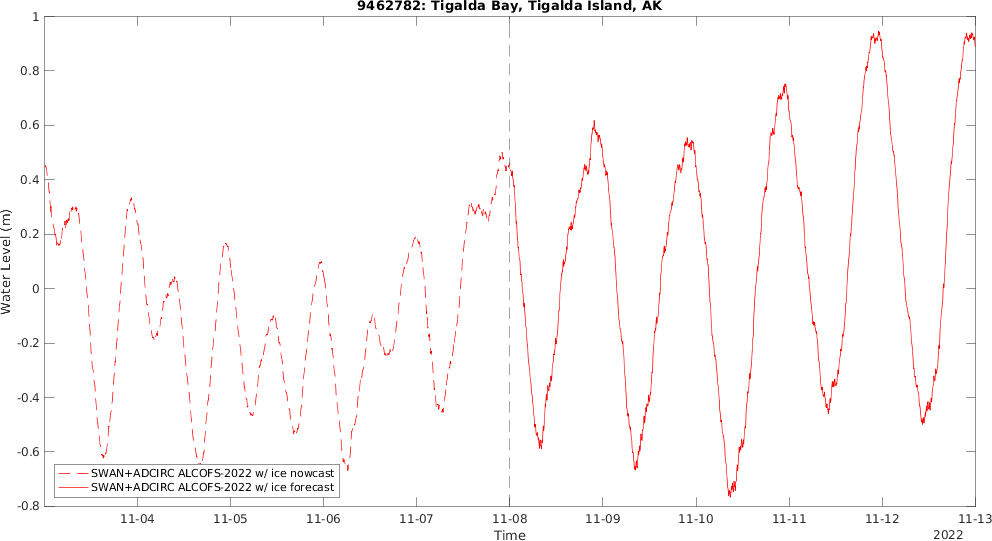 9462782: Tigalda Bay, Tigalda Island, AK
1
0.8
0.6
0.4
0.2
0
-0.2
-0.4
-0.6
-0.8
Water Level (m)
SWAN+ADCIRC ALCOFS-2022 w/ ice nowcast
SWAN+ADCIRC ALCOFS-2022 w/ ice forecast
11-04 11-05 11-06 11-07 11-08 11-09 11-10 11-11 11-12 11-13
Time
2022